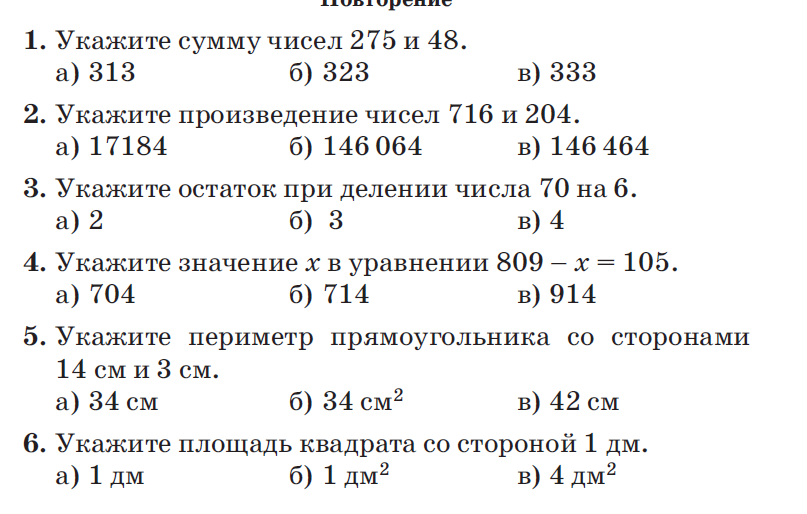 Повторение
1. Укажите сумму чисел 275 и 48.
а) 313 б) 323 в) 333
2. Укажите произведение чисел 716 и 204.
а) 17184 б) 146 064 в) 146 464
3. Укажите остаток при делении числа 70 на 6.
а) 2 б) 3 в) 4
4. Укажите значение x в уравнении 809 – x = 105.
а) 704 б) 714 в) 914
5. Укажите периметр прямоугольника со сторонами
14 см и 3 см.
а) 34 см б) 34 см² в) 42 см
6. Укажите площадь квадрата со стороной 1 дм.
а) 1 дм б) 1 дм² в) 4 дм²